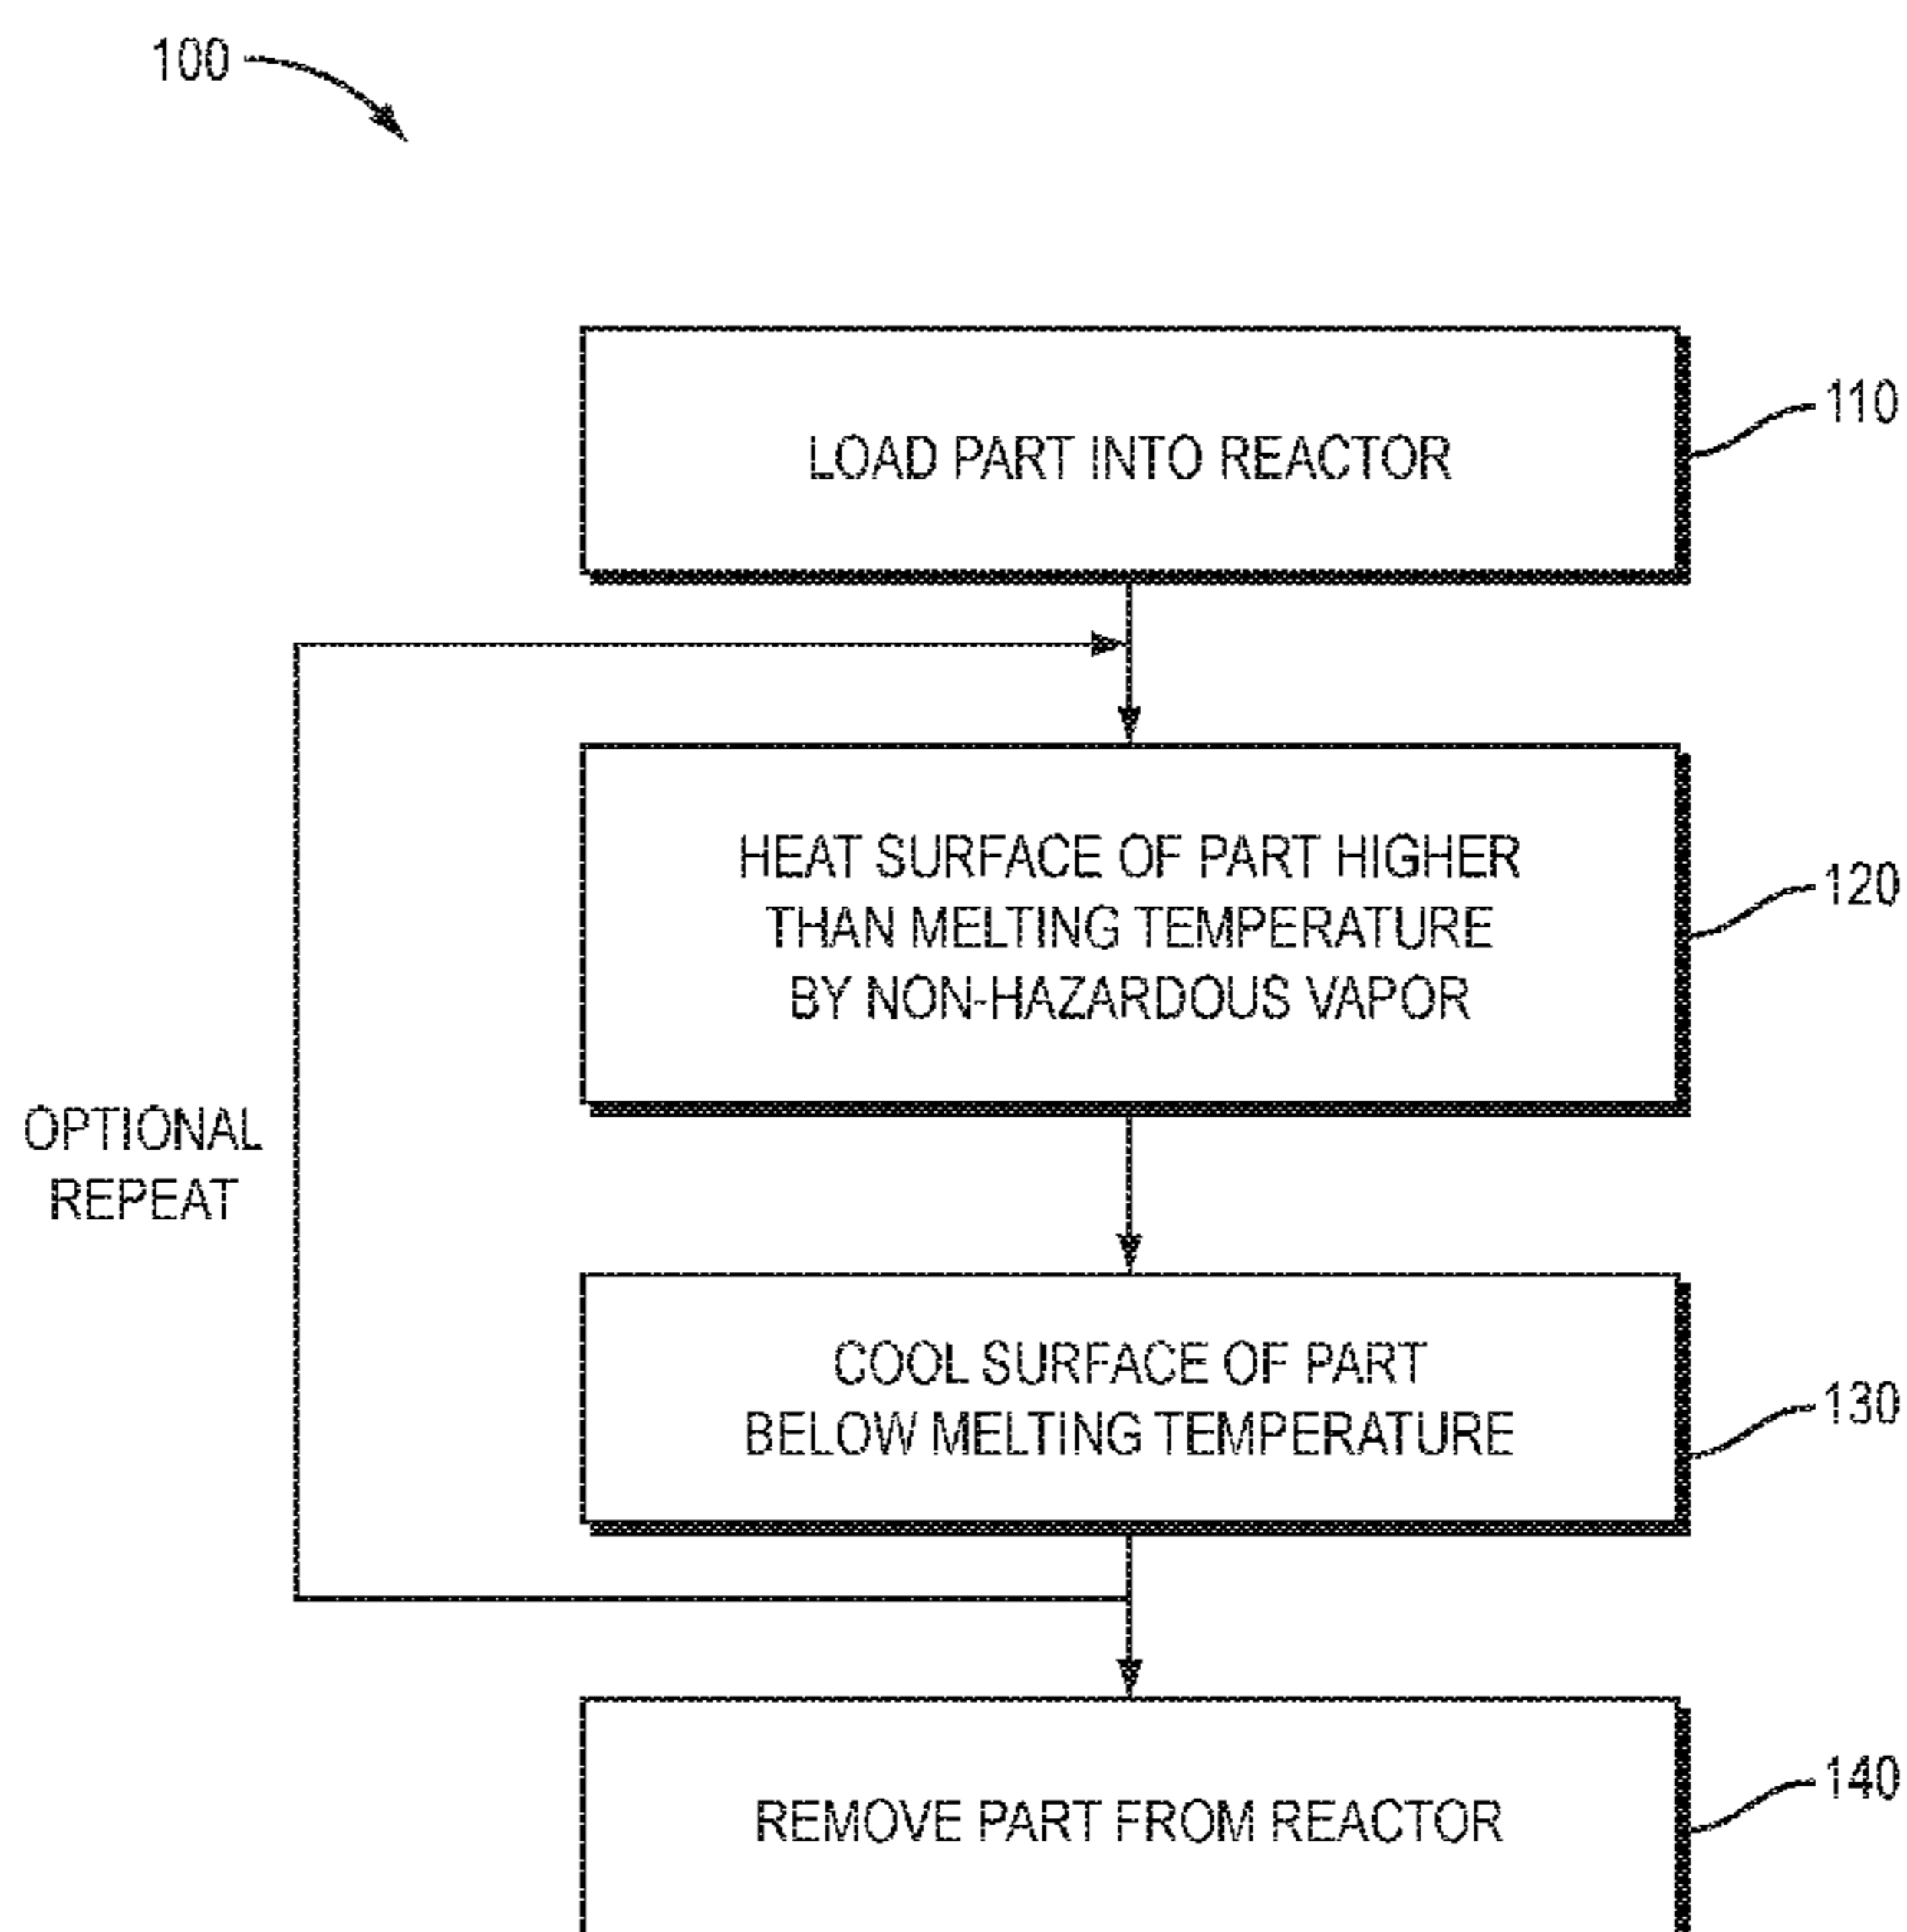 100
LOAD PART INTO REACTOR
110
HEAT SURFACE OF PART HIGHER
THAN MELTING TEMPERATURE
BY NON-HAZARDOUS VAPOR
120
OPTIONAL
REPEAT
COOL SURFACE OF PART
BELOW MELTING TEMPERATURE
130
REMOVE PART FROM REACTOR
140